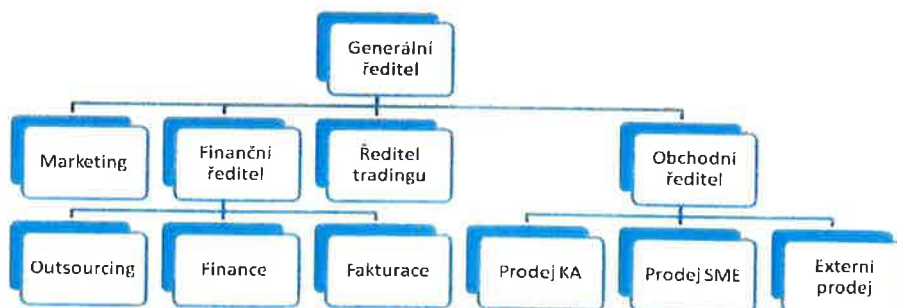 Generální
ředitel
Marketing
Finanční
ředitel
Ředitel
tradingu
Obchodní
ředitel
Outsourcing
Finance
Fakturace
Prodej KA
Prodej SME
Externí
prodej